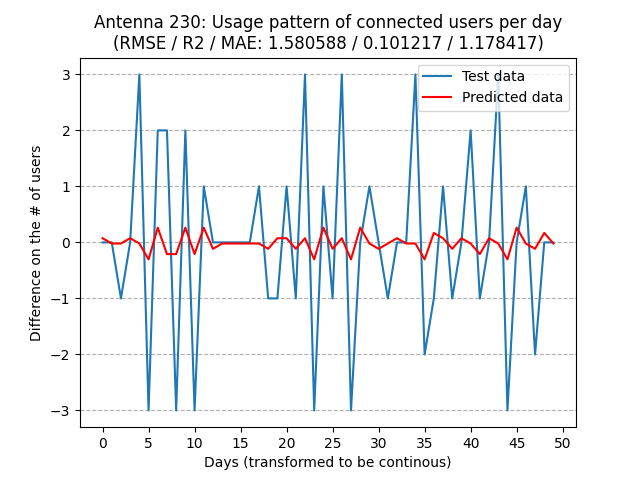 Antenna 230: Usage pattern of connected users per day
(RMSE / R2 / MAE: 1.580588 / 0.101217 / 1.178417)
Test data
Predicted data
3
2
1
0
−1
−2
−3
Difference on the # of users
0 5 10 15 20 25 30 35 40 45 50
Days (transformed to be continous)